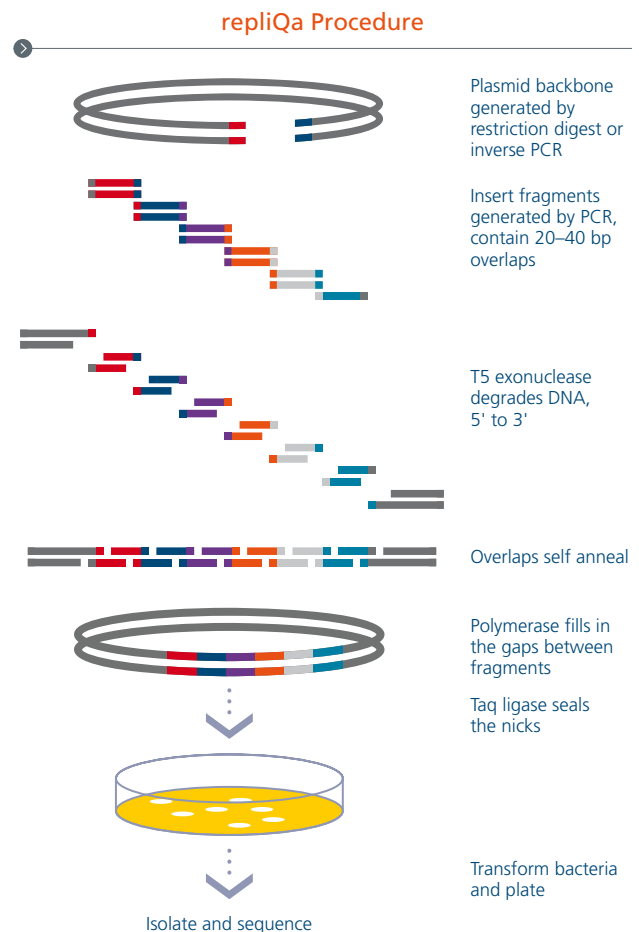 repliQa Procedure
Plasmid backbone
generated by
restriction digest or
inverse PCR
Insert fragments
generated by PCR,
contain 20–40 bp
overlaps
T5 exonuclease
degrades DNA,
5' to 3'
Overlaps self anneal
Polymerase fills in
the gaps between
fragments
Taq ligase seals
the nicks
Transform bacteria
and plate
Isolate and sequence